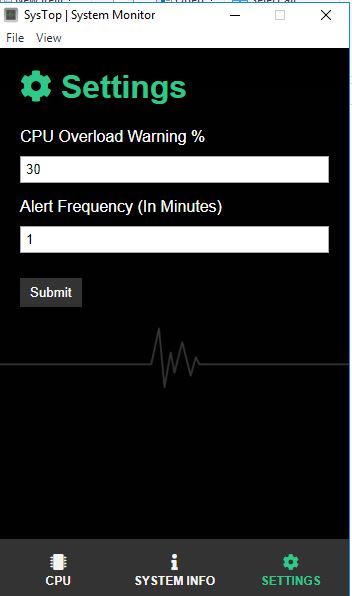 SysTop | System Monitor
File View
Settings
CPU Overload Warning %
30
Alert Frequency (In Minutes)
1
Submit
CPU SYSTEM INFO SETTINGS